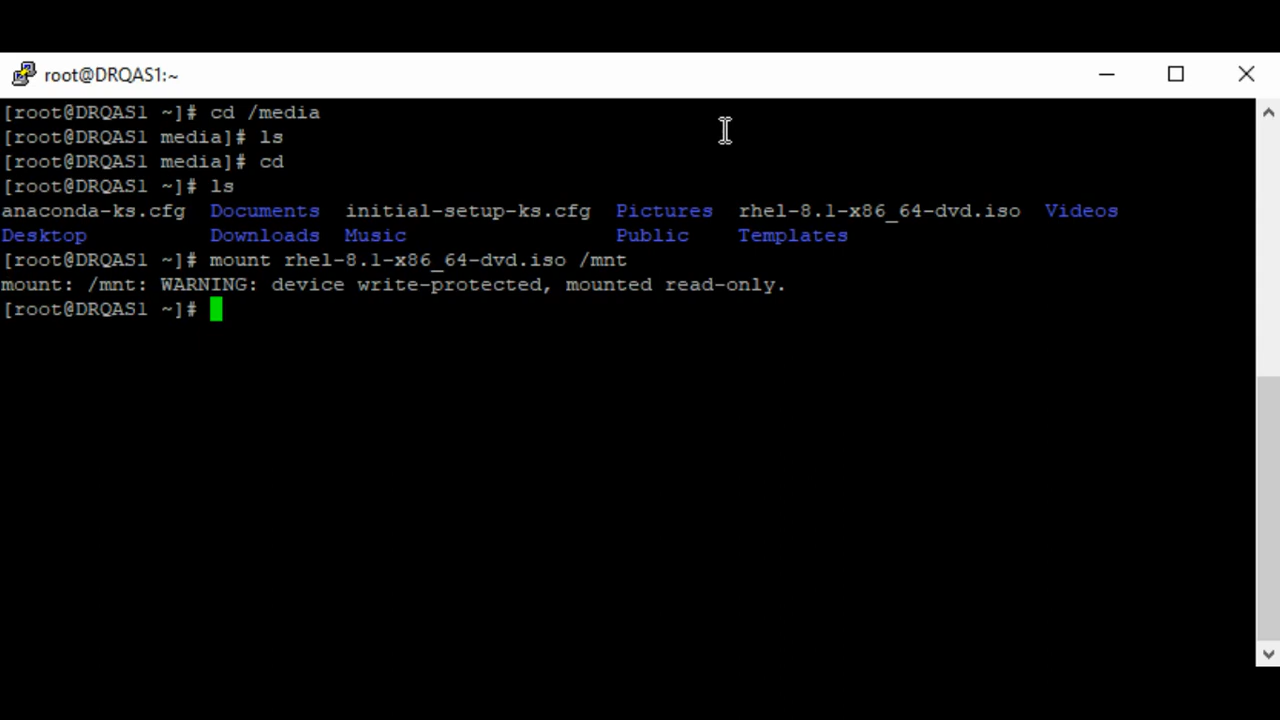 root@DRQAS1:~
[root@DRQAS1 ~]# cd /media
[root@DRQAS1 media]# ls
[root@DRQAS1 media]# cd
[root@DRQAS1 ~]# ls
anaconda-ks.cfg  Documents  initial-setup-ks.cfg  Pictures  rhel-8.1-x86_64-dvd.iso  Videos
Desktop          Downloads  Music                 Public    Templates
[root@DRQAS1 ~]# mount rhel-8.1-x86_64-dvd.iso /mnt
mount: /mnt: WARNING: device write-protected, mounted read-only.
[root@DRQAS1 ~]#